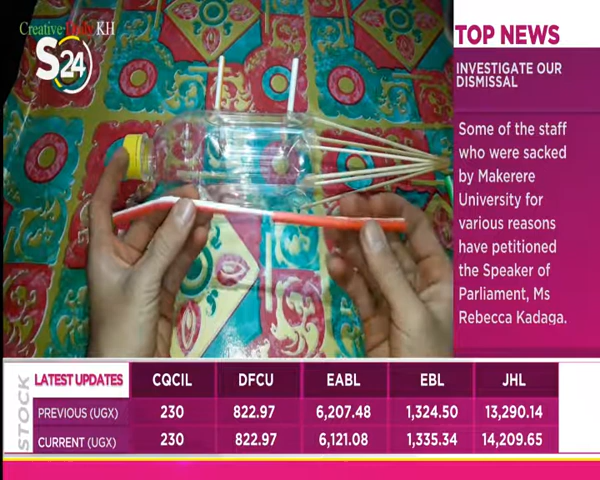 Creative KH
S24
TOP NEWS
INVESTIGATE OUR
DISMISSAL
Some of the staff
who were sacked
by Makerere
University for
various reasons
have petitioned
the Speaker of
Parliament, Ms
Rebecca Kadaga.
STOCK
LATEST UPDATES CQCIL DFCU EABL EBL JHL
PREVIOUS (UGX) 230 822.97 6,207.48 1,324.50 13,290.14
CURRENT (UGX) 230 822.97 6,121.08 1,335.34 14,209.65